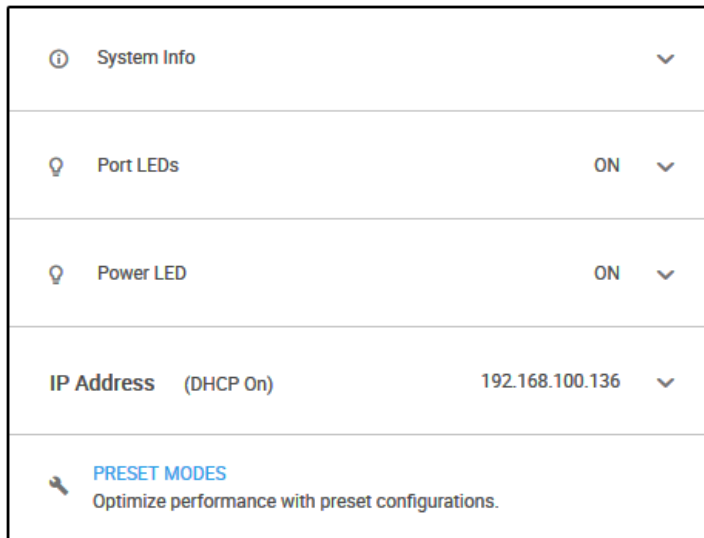 System Info
Port LEDs ON
Power LED ON
IP Address (DHCP On) 192.168.100.136
PRESET MODES
Optimize performance with preset configurations.